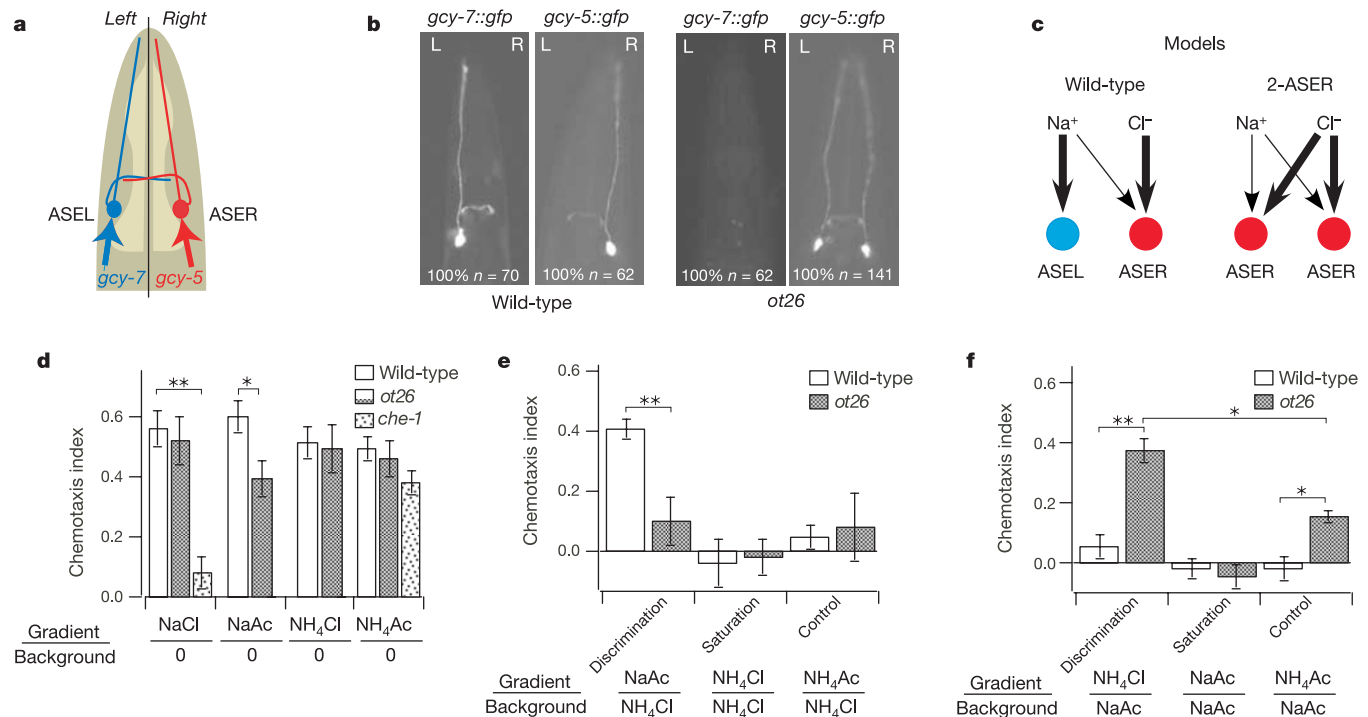 a
Left Right
ASEL
ASER
gcy-7
gcy-5
b
gcy-7::gfp gcy-5::gfp gcy-7::gfp gcy-5::gfp
L R L R L R L R
100% n = 70 100% n = 62 100% n = 62 100% n = 141
Wild-type ot26
c
Models
Wild-type 2-ASER
Na⁺ Cl⁻ Na⁺ Cl⁻
ASEL ASER ASER ASER
d
Chemotaxis index
0.6
0.4
0.2
0.0
** *
Wild-type
ot26
che-1
NaCl NaAc NH₄Cl NH₄Ac
0 0 0 0
Gradient
Background
e
Chemotaxis index
0.6
0.4
0.2
0.0
**
Wild-type
ot26
Discrimination Saturation Control
Gradient NaAc NH₄Cl NH₄Ac
Background NH₄Cl NH₄Cl NH₄Cl
f
Chemotaxis index
0.6
0.4
0.2
0.0
** * *
Wild-type
ot26
Discrimination Saturation Control
Gradient NH₄Cl NaAc NH₄Ac
Background NaAc NaAc NaAc